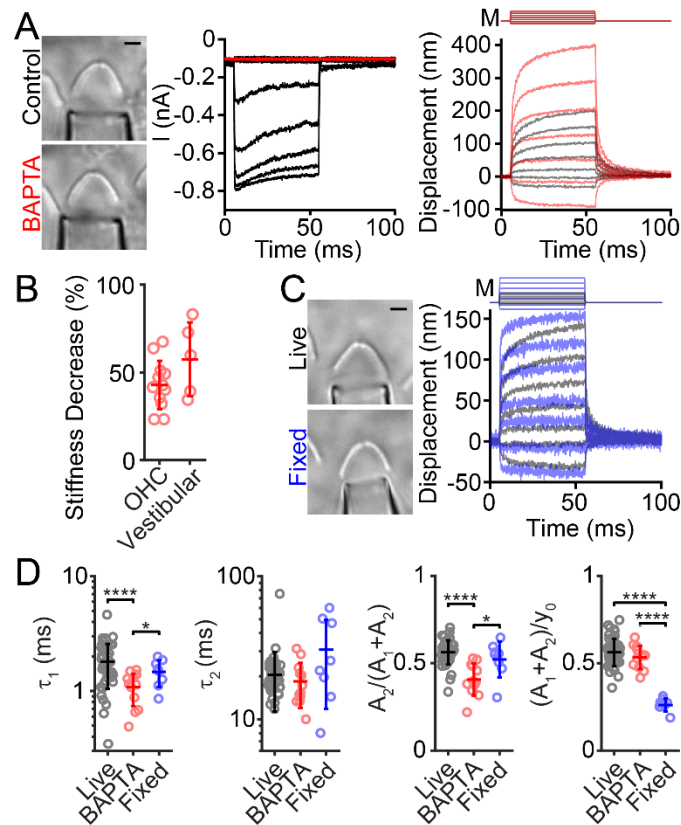 A
Control
BAPTA
I (nA)
0
-0.2
-0.4
-0.6
-0.8
0
50
100
Time (ms)
M
Displacement (nm)
400
300
200
100
0
-100
0
50
100
Time (ms)
B
Stiffness Decrease (%)
100
50
0
OHC
Vestibular
C
Live
Fixed
M
Displacement (nm)
150
100
50
0
-50
0
50
100
Time (ms)
D
τ1 (ms)
10
1
****
*
Live
BAPTA
Fixed
τ2 (ms)
100
10
Live
BAPTA
Fixed
A2/(A1+A2)
1
0.5
0
****
*
Live
BAPTA
Fixed
(A1+A2)/y0
1
0.5
0
****
****
Live
BAPTA
Fixed